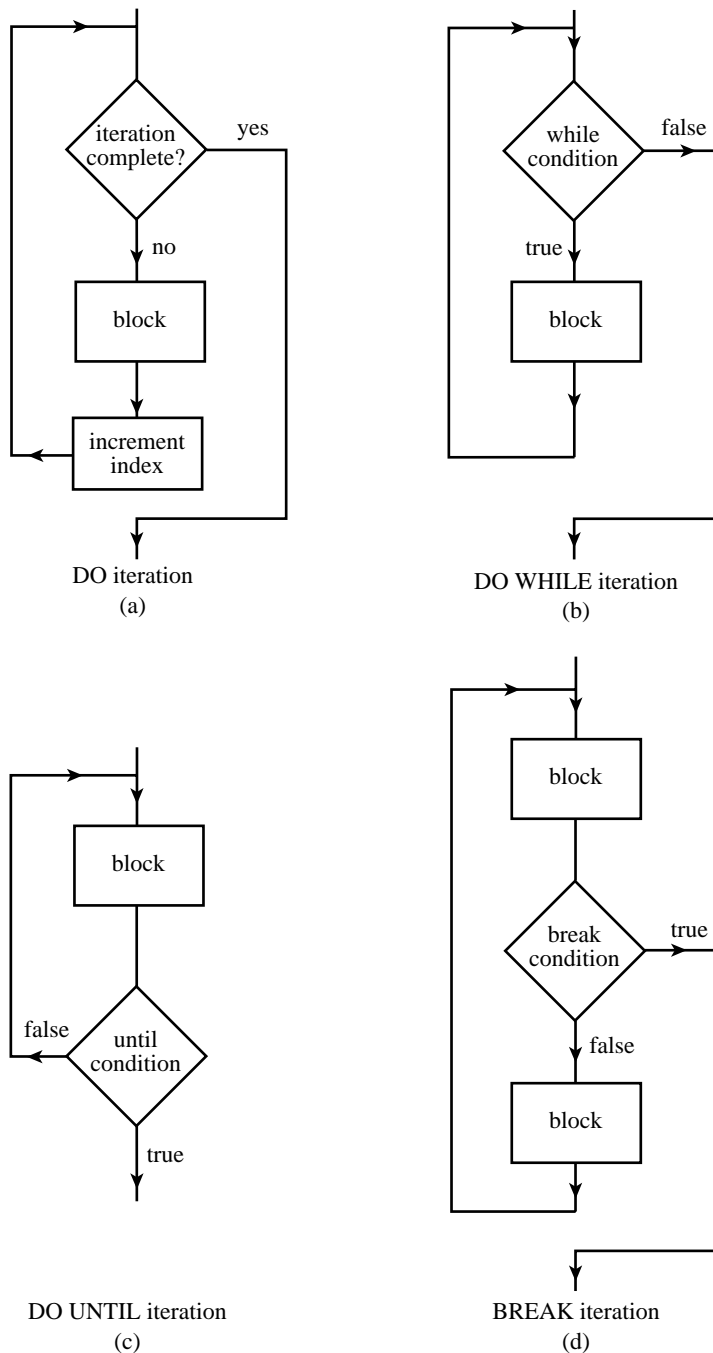 iteration
complete?
yes
no
block
increment
index
DO iteration
(a)
while
condition
false
true
block
DO WHILE iteration
(b)
block
until
condition
false
true
DO UNTIL iteration
(c)
block
break
condition
true
false
block
BREAK iteration
(d)